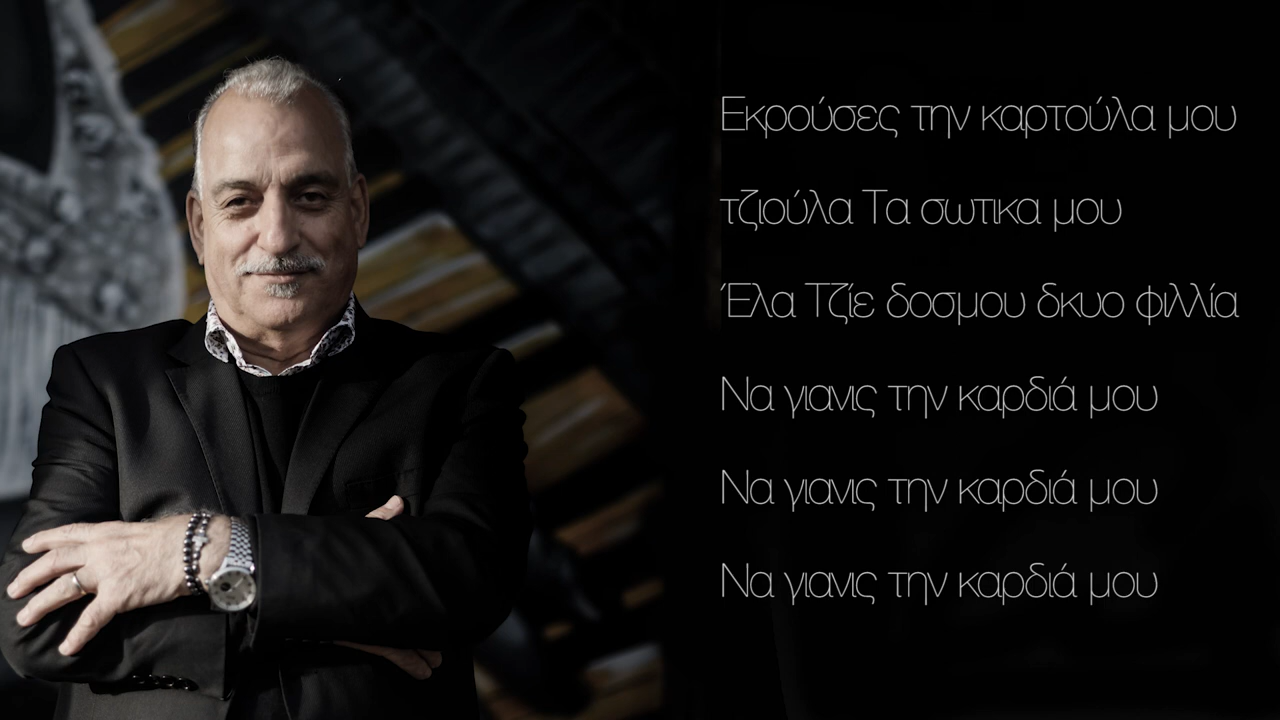 Εκρούσες την καρτούλα μου
τζιούλα Τα σωτικα μου
Έλα Τζίε δοσμου δκυο φιλλία
Να γιανις την καρδιά μου
Να γιανις την καρδιά μου
Να γιανις την καρδιά μου